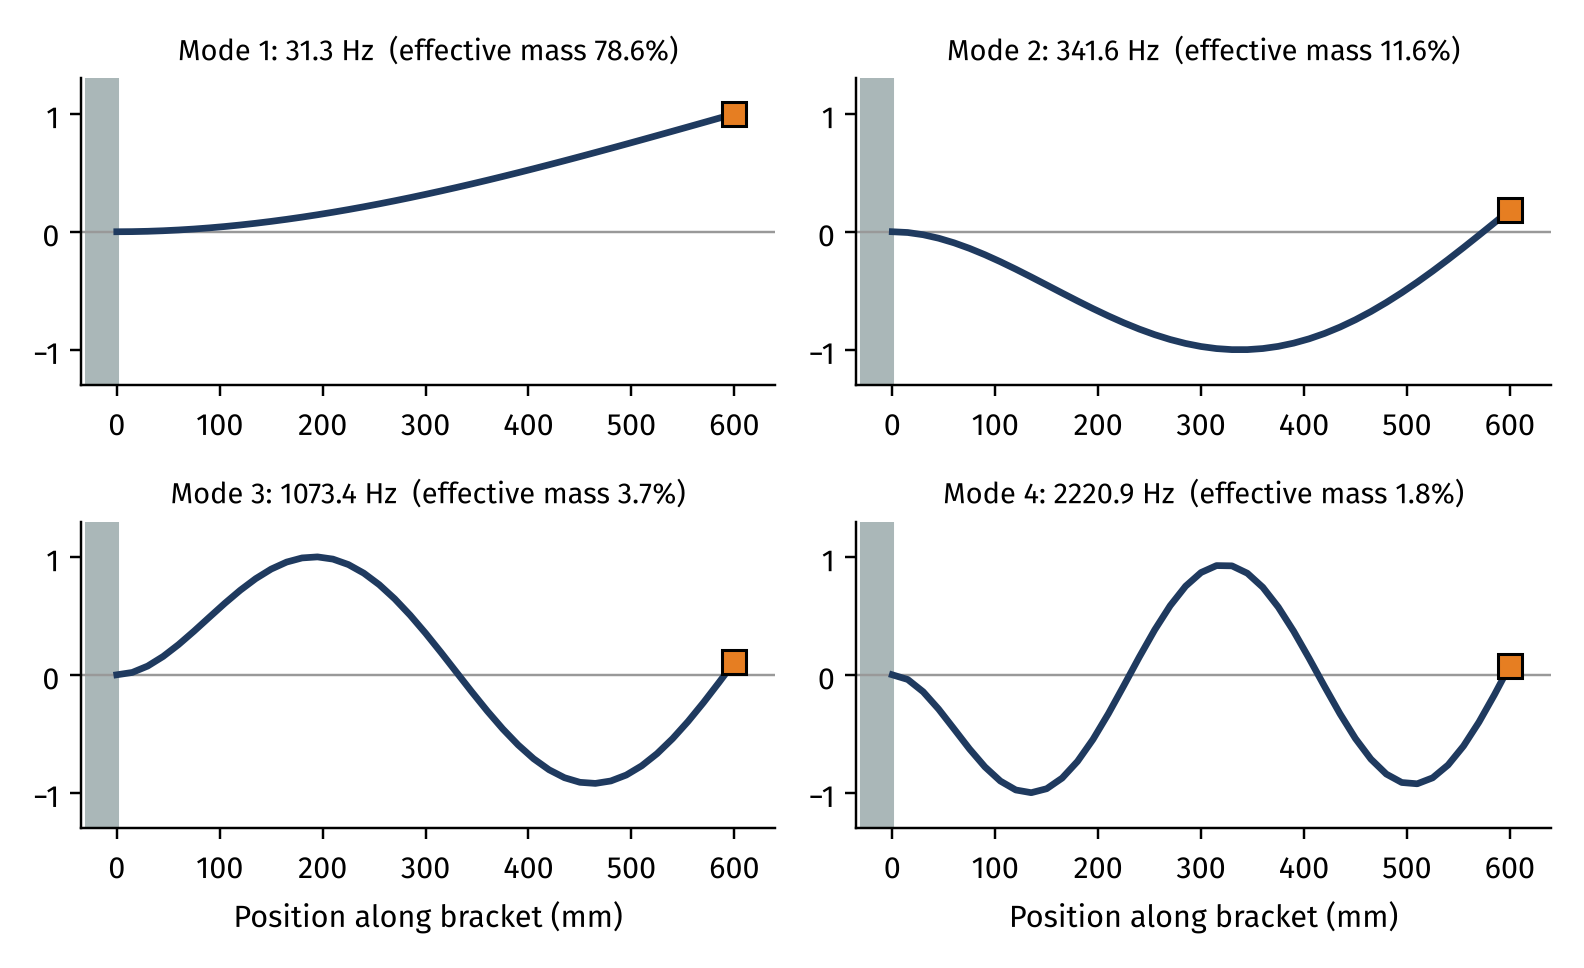 Mode 1: 31.3 Hz (effective mass 78.6%)
1
0
−1
0 100 200 300 400 500 600
Mode 2: 341.6 Hz (effective mass 11.6%)
1
0
−1
0 100 200 300 400 500 600
Mode 3: 1073.4 Hz (effective mass 3.7%)
1
0
−1
0 100 200 300 400 500 600
Position along bracket (mm)
Mode 4: 2220.9 Hz (effective mass 1.8%)
1
0
−1
0 100 200 300 400 500 600
Position along bracket (mm)